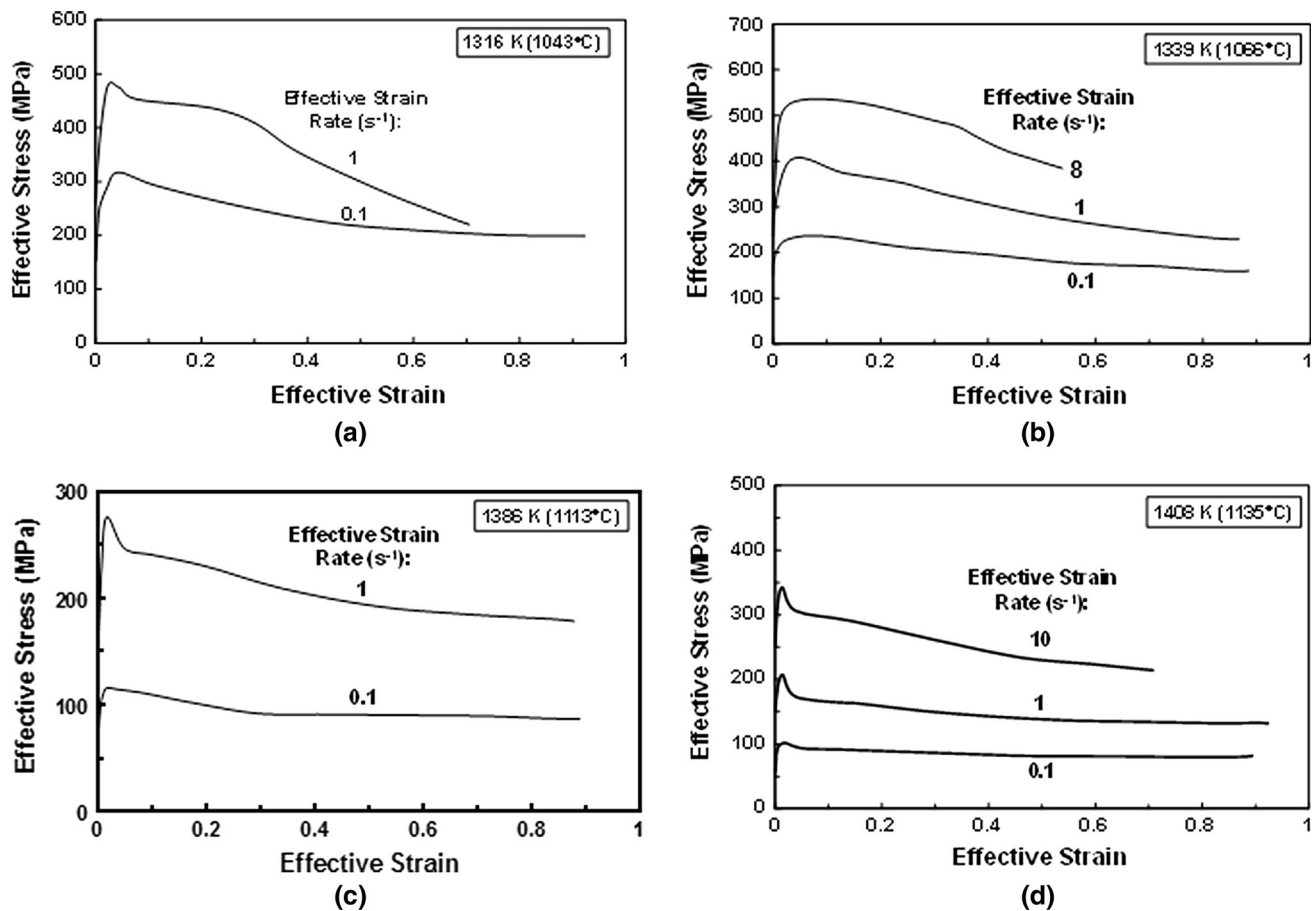 600
500
400
300
200
100
0
Effective Stress (MPa)
1316 K (1043°C)
Effective Strain
Rate (s⁻¹):
1
0.1
0
0.2
0.4
0.6
0.8
1
Effective Strain
(a)
700
600
500
400
300
200
100
0
Effective Stress (MPa)
1339 K (1066°C)
Effective Strain
Rate (s⁻¹):
8
1
0.1
0
0.2
0.4
0.6
0.8
1
Effective Strain
(b)
300
200
100
0
Effective Stress (MPa)
1386 K (1113°C)
Effective Strain
Rate (s⁻¹):
1
0.1
0
0.2
0.4
0.6
0.8
1
Effective Strain
(c)
500
400
300
200
100
0
Effective Stress (MPa)
1408 K (1135°C)
Effective Strain
Rate (s⁻¹):
10
1
0.1
0
0.2
0.4
0.6
0.8
1
Effective Strain
(d)